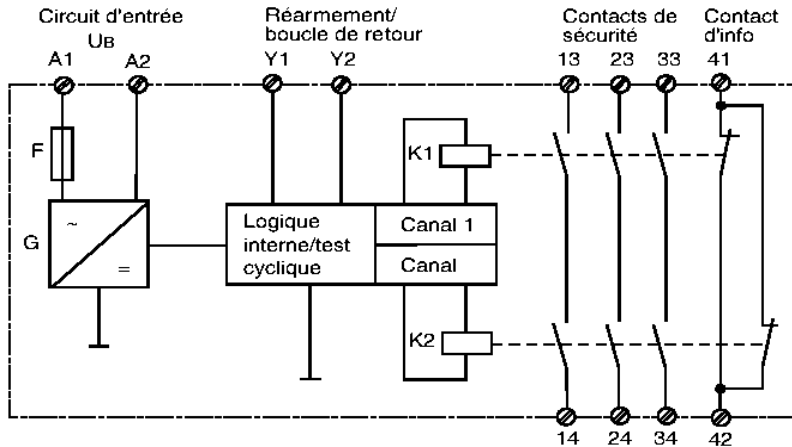 Circuit d'entrée
UB
A1 A2
Réarmement/
boucle de retour
Y1 Y2
Contacts de
sécurité
13 23 33
Contact
d'info
41
F
G
~
=
Logique
interne/test
cyclique
Canal 1
Canal
K1
K2
14 24 34 42